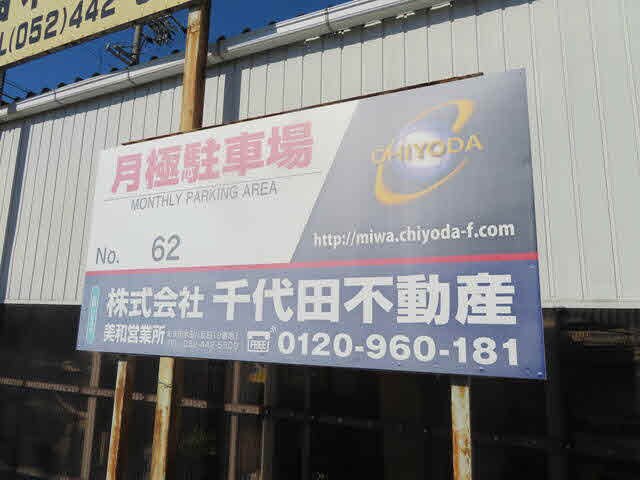 (052)442
月極駐車場
MONTHLY PARKING AREA
No. 62
CHIYODA
http://miwa.chiyoda-f.com
株式会社 千代田不動産
美和営業所
FREE 0120-960-181